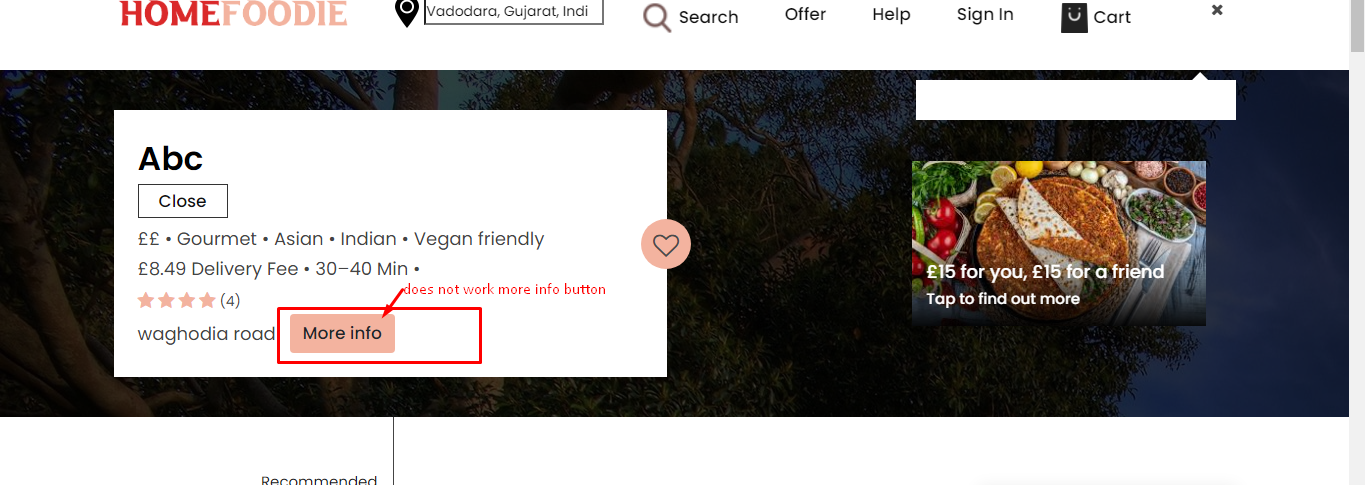 HOMEFOODIE
Vadodara, Gujarat, Indi
Search
Offer
Help
Sign In
Cart
Abc
Close
££ • Gourmet • Asian • Indian • Vegan friendly
£8.49 Delivery Fee • 30–40 Min •
(4)
does not work more info button
waghodia road
More info
£15 for you, £15 for a friend
Tap to find out more
Recommended